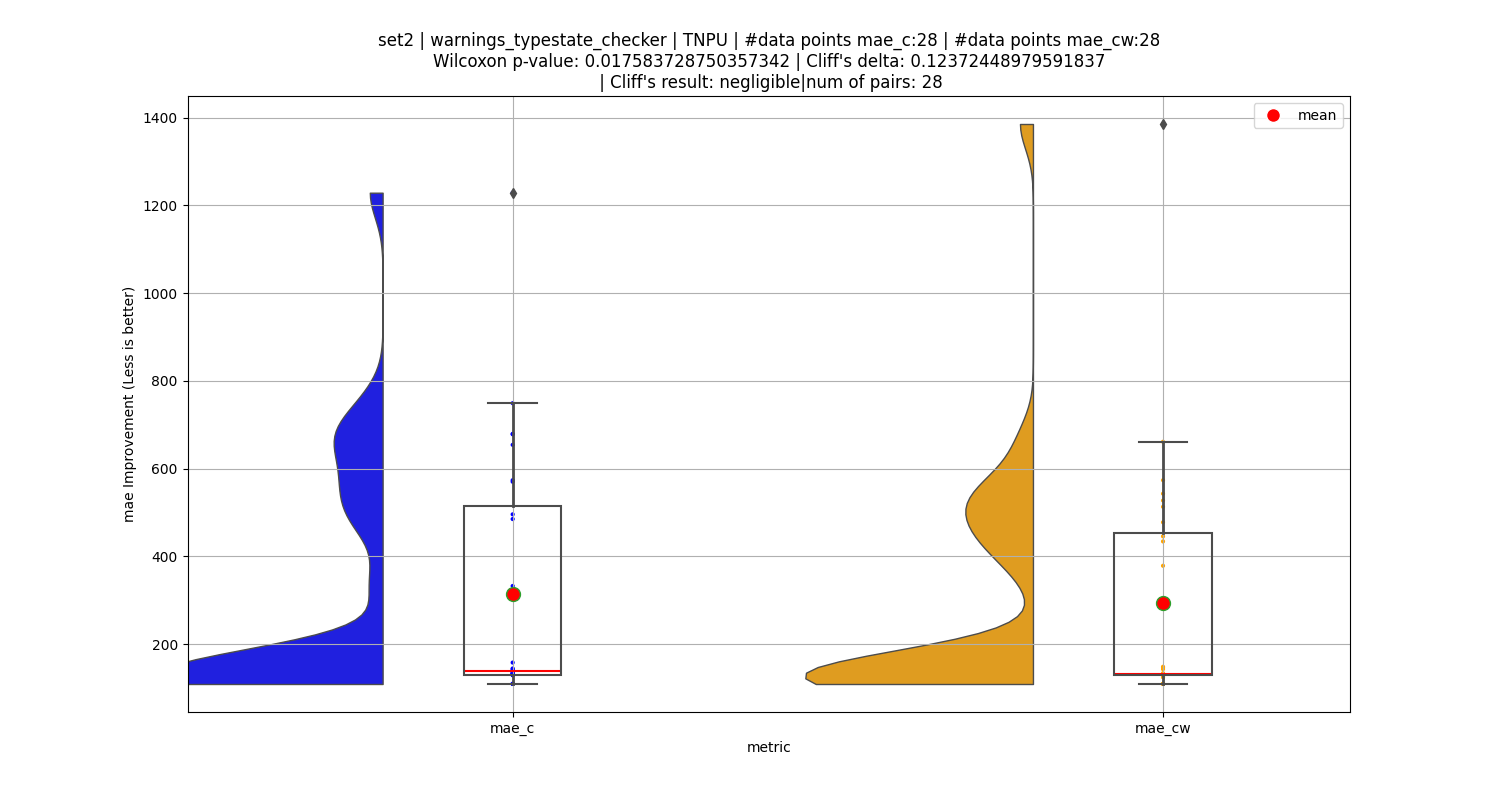 set2 | warnings_typestate_checker | TNPU | #data points mae_c:28 | #data points mae_cw:28
Wilcoxon p-value: 0.017583728750357342 | Cliff's delta: 0.12372448979591837
| Cliff's result: negligible|num of pairs: 28
mean
1400
1200
1000
800
600
400
200
mae Improvement (Less is better)
mae_c
mae_cw
metric